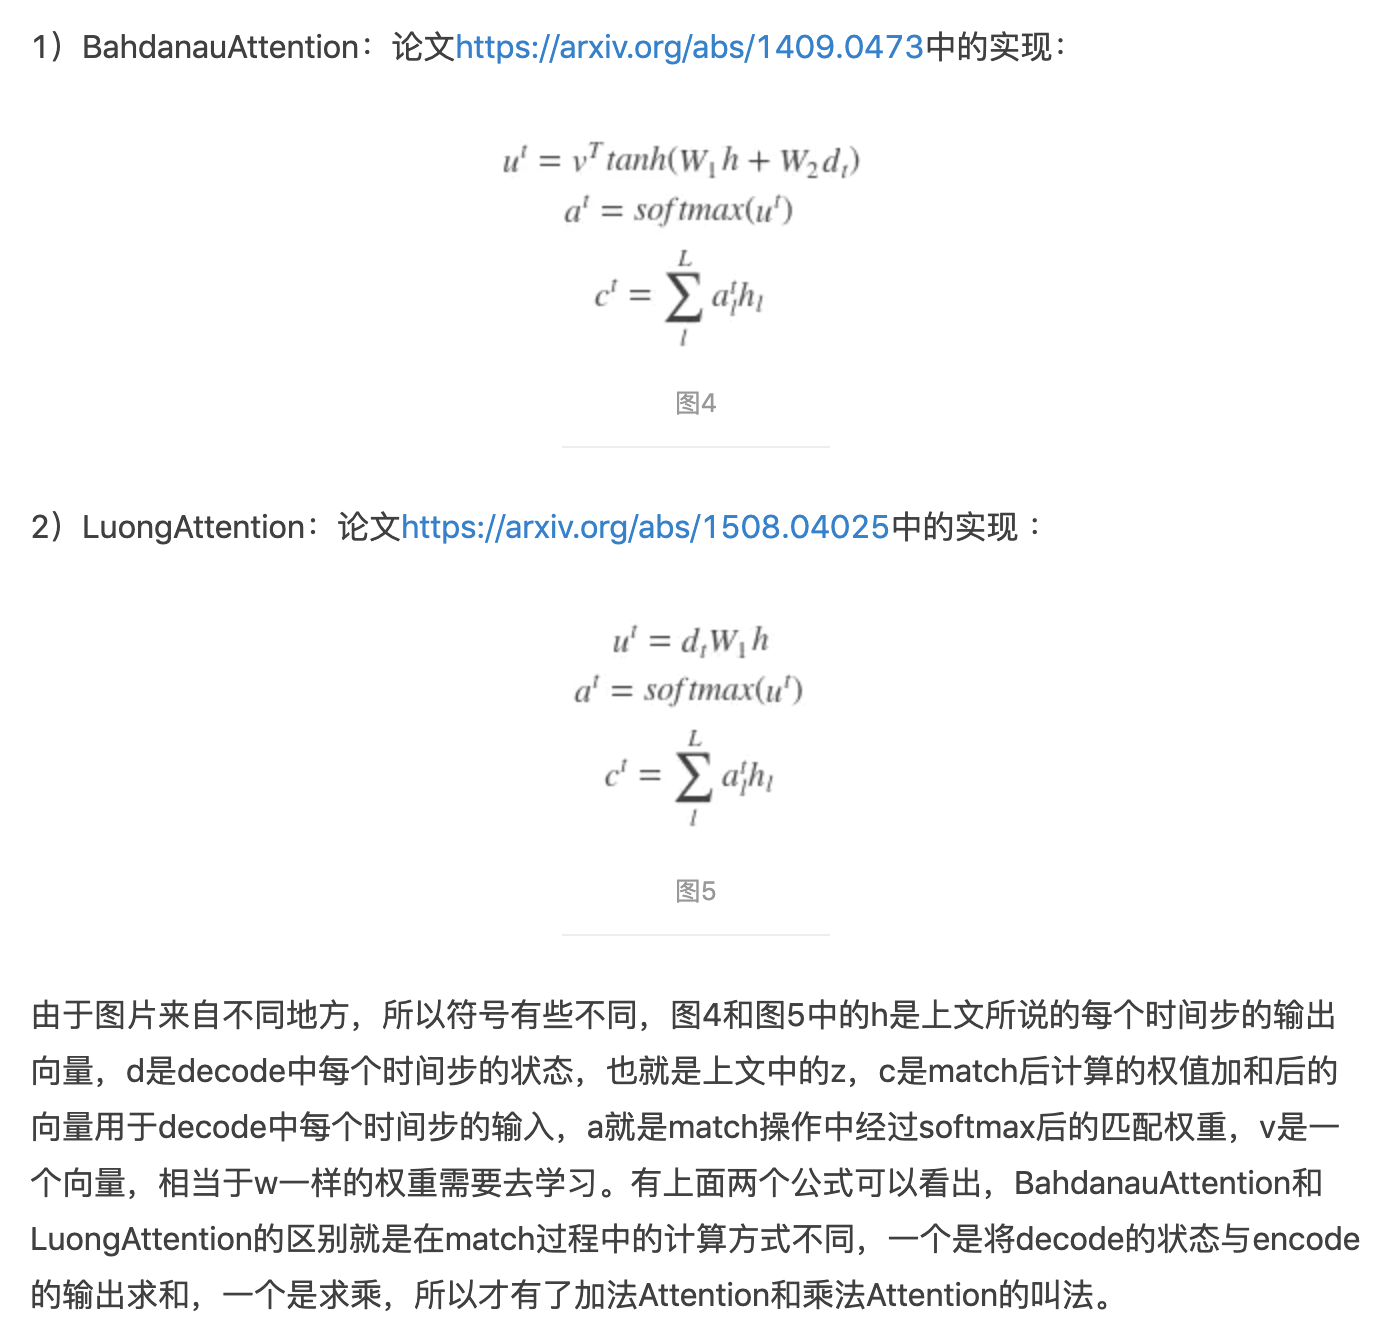 1）BahdanauAttention：论文https://arxiv.org/abs/1409.0473中的实现：
u^t = v^T tanh(W_1 h + W_2 d_t)
a^t = softmax(u^t)
c^t = ∑_l^L a_l^t h_l
图4
2）LuongAttention：论文https://arxiv.org/abs/1508.04025中的实现：
u^t = d_t W_1 h
a^t = softmax(u^t)
c^t = ∑_l^L a_l^t h_l
图5
由于图片来自不同地方，所以符号有些不同，图4和图5中的h是上文所说的每个时间步的输出
向量，d是decode中每个时间步的状态，也就是上文中的z，c是match后计算的权值加和后的
向量用于decode中每个时间步的输入，a就是match操作中经过softmax后的匹配权重，v是一
个向量，相当于w一样的权重需要去学习。有上面两个公式可以看出，BahdanauAttention和
LuongAttention的区别就是在match过程中的计算方式不同，一个是将decode的状态与encode
的输出求和，一个是求乘，所以才有了加法Attention和乘法Attention的叫法。